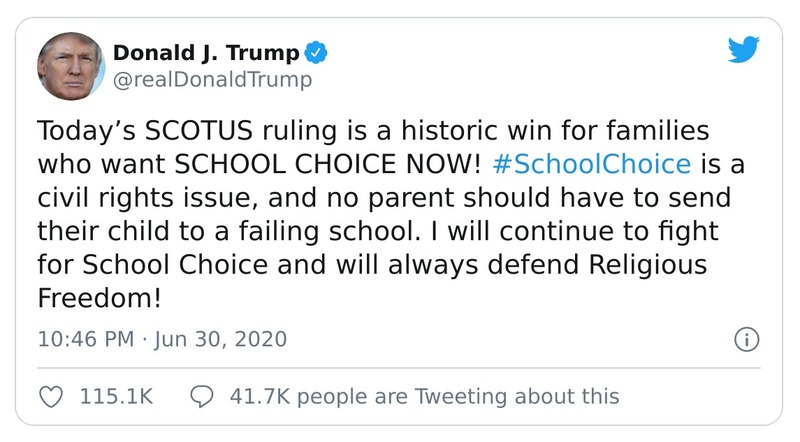 Donald J. Trump
@realDonaldTrump
Today’s SCOTUS ruling is a historic win for families
who want SCHOOL CHOICE NOW! #SchoolChoice is a
civil rights issue, and no parent should have to send
their child to a failing school. I will continue to fight
for School Choice and will always defend Religious
Freedom!
10:46 PM · Jun 30, 2020
115.1K 41.7K people are Tweeting about this